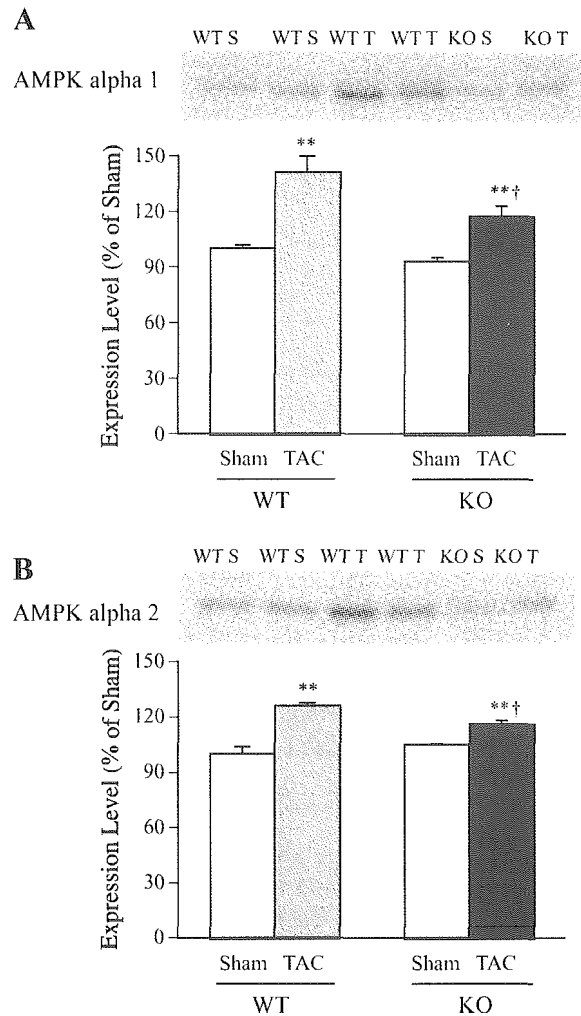 A
WT S WT S WT T WT T KO S KO T
AMPK alpha 1
Expression Level (% of Sham)
150
120
90
60
30
0
**
**†
Sham TAC Sham TAC
WT KO
B
WT S WT S WT T WT T KO S KO T
AMPK alpha 2
Expression Level (% of Sham)
150
120
90
60
30
0
**
**†
Sham TAC Sham TAC
WT KO